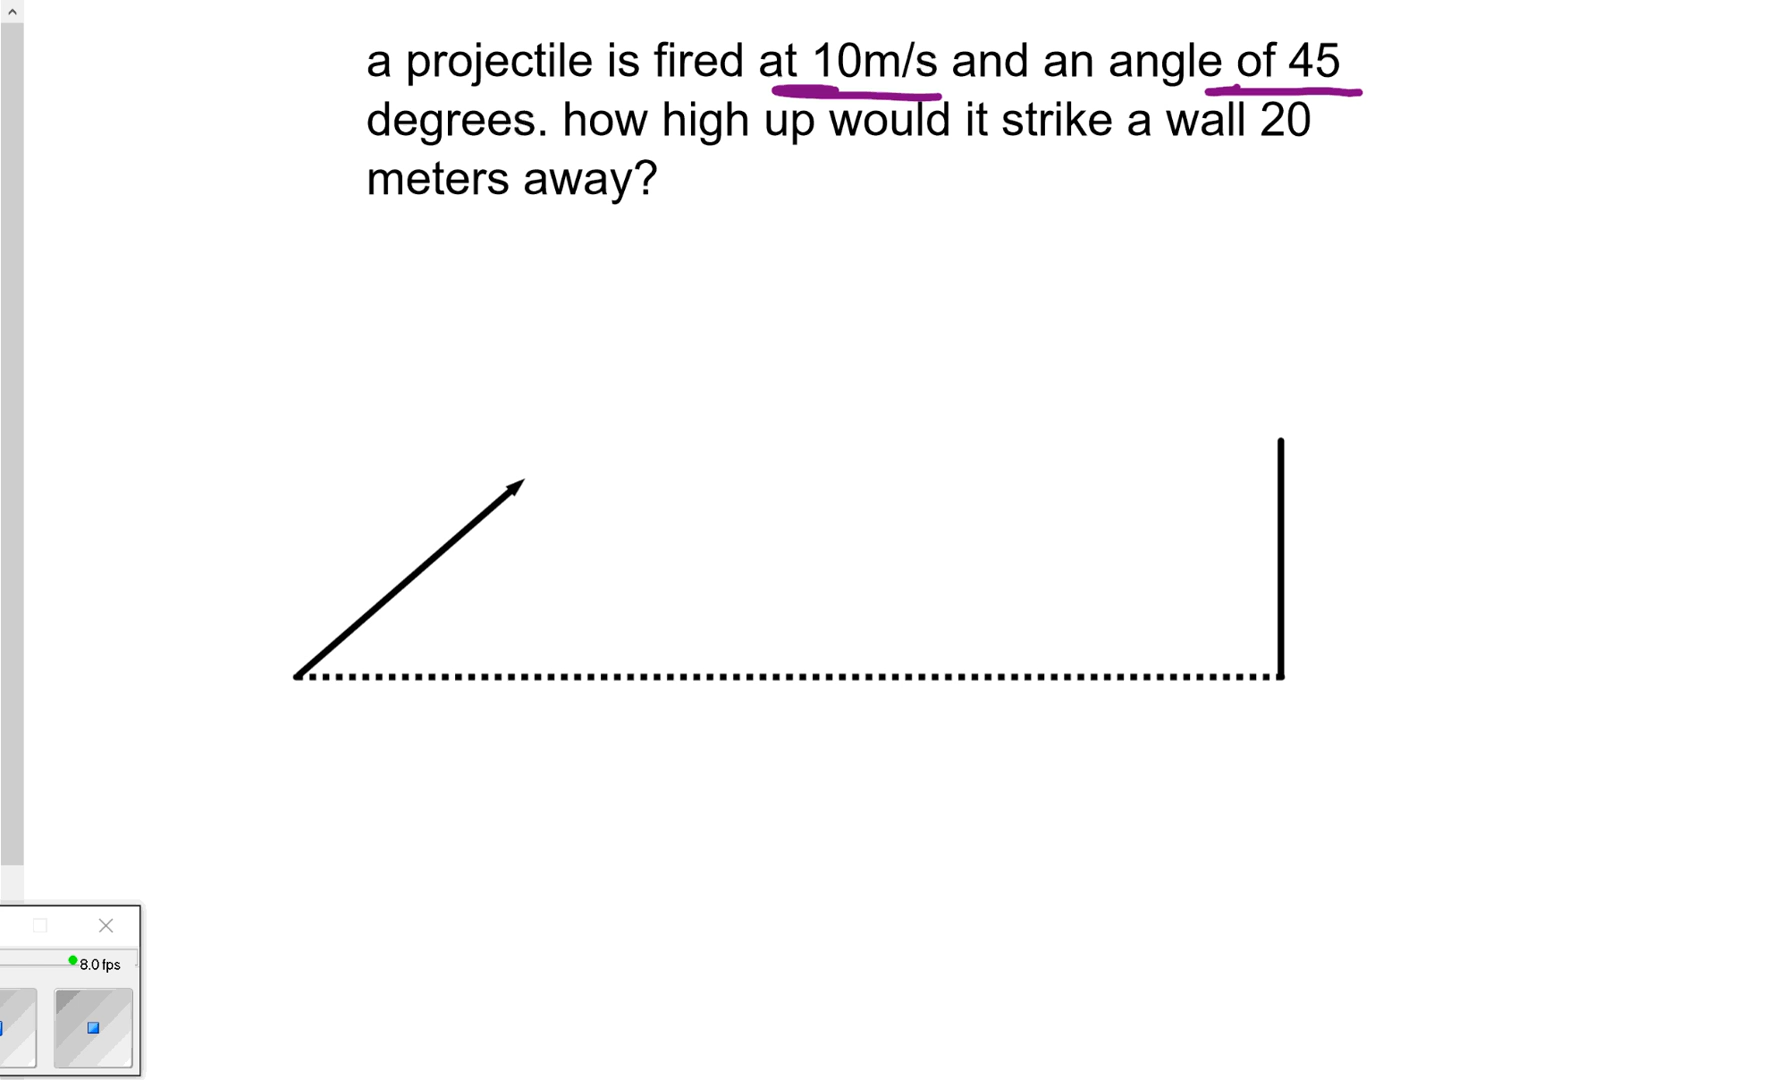 a projectile is fired at 10m/s and an angle of 45
degrees. how high up would it strike a wall 20
meters away?
8.0 fps